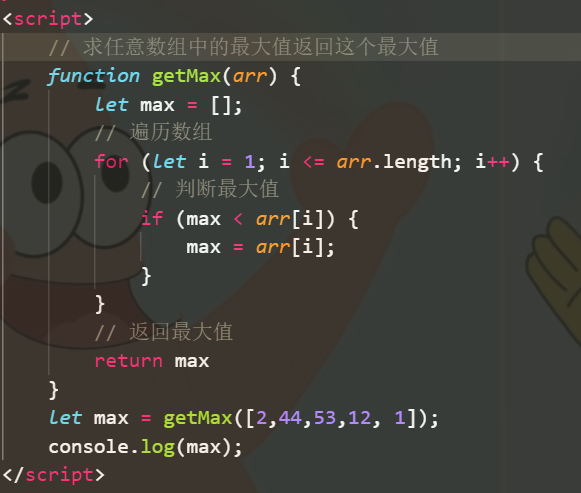 <script>
// 求任意数组中的最大值返回这个最大值
function getMax(arr) {
let max = [];
// 遍历数组
for (let i = 1; i <= arr.length; i++) {
// 判断最大值
if (max < arr[i]) {
max = arr[i];
}
}
// 返回最大值
return max
}
let max = getMax([2,44,53,12, 1]);
console.log(max);
</script>